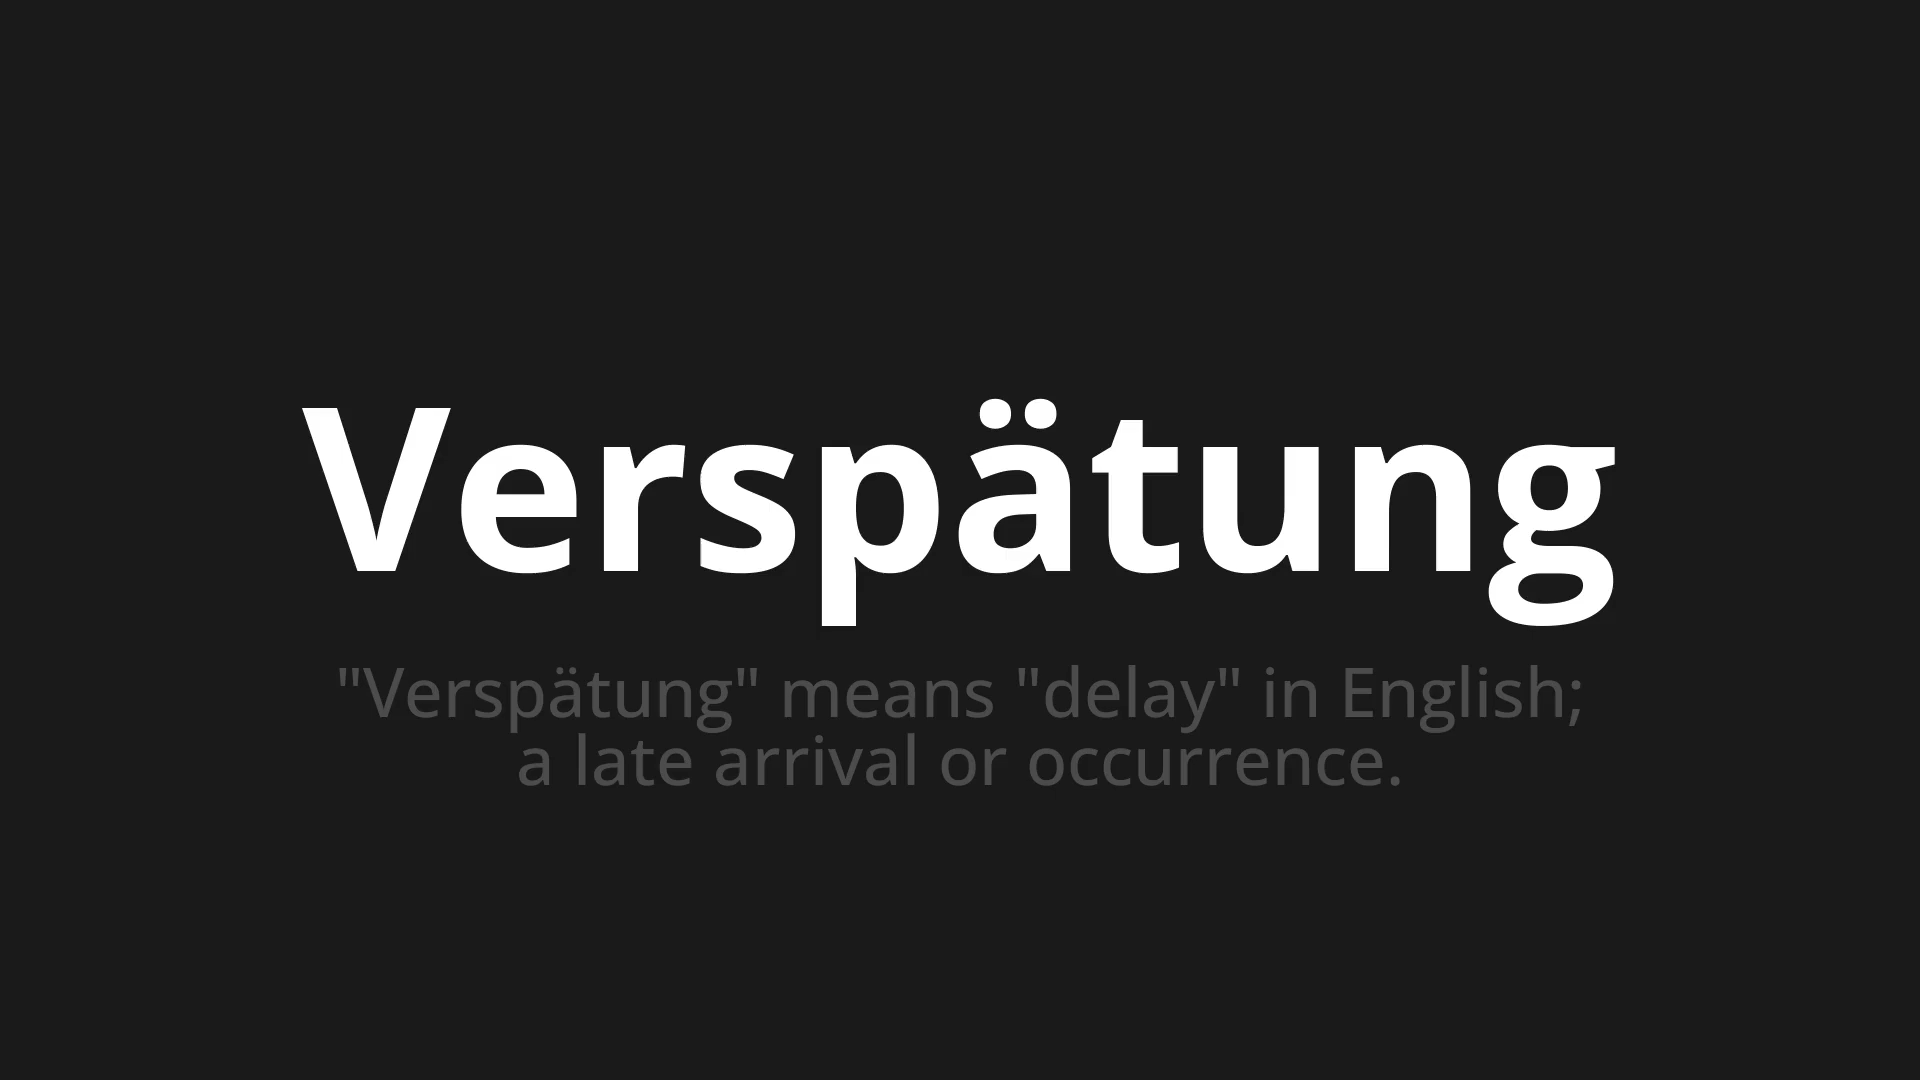 Verspätung
"Verspätung" means "delay" in English;
a late arrival or occurrence.